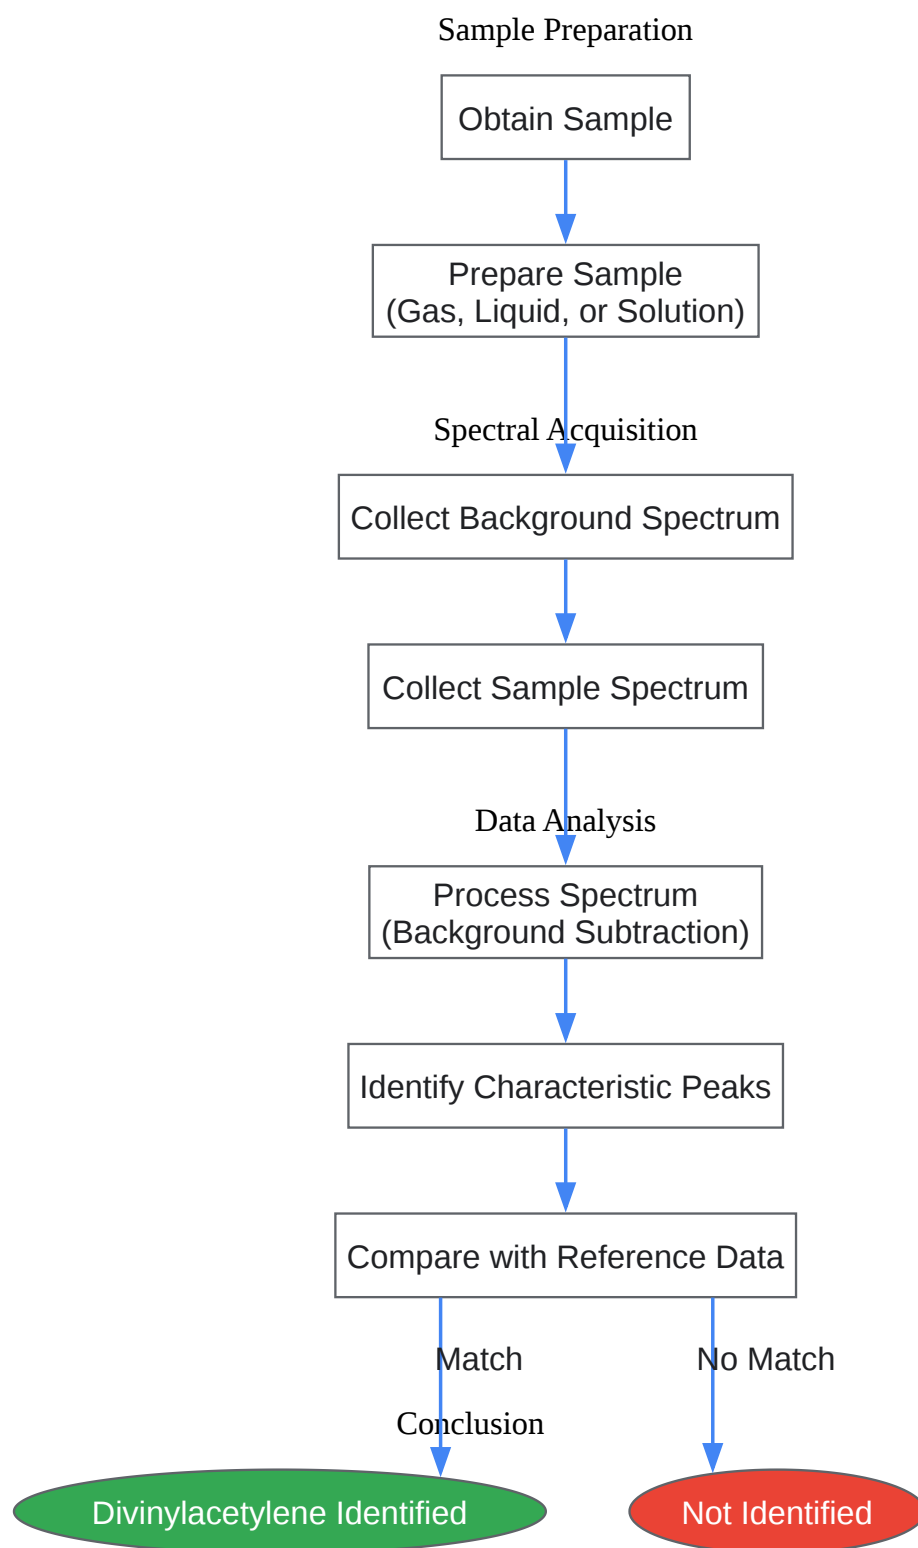 Sample Preparation
Obtain Sample
Prepare Sample
(Gas, Liquid, or Solution)
Spectral Acquisition
Collect Background Spectrum
Collect Sample Spectrum
Data Analysis
Process Spectrum
(Background Subtraction)
Identify Characteristic Peaks
Compare with Reference Data
Match
No Match
Conclusion
Divinylacetylene Identified
Not Identified